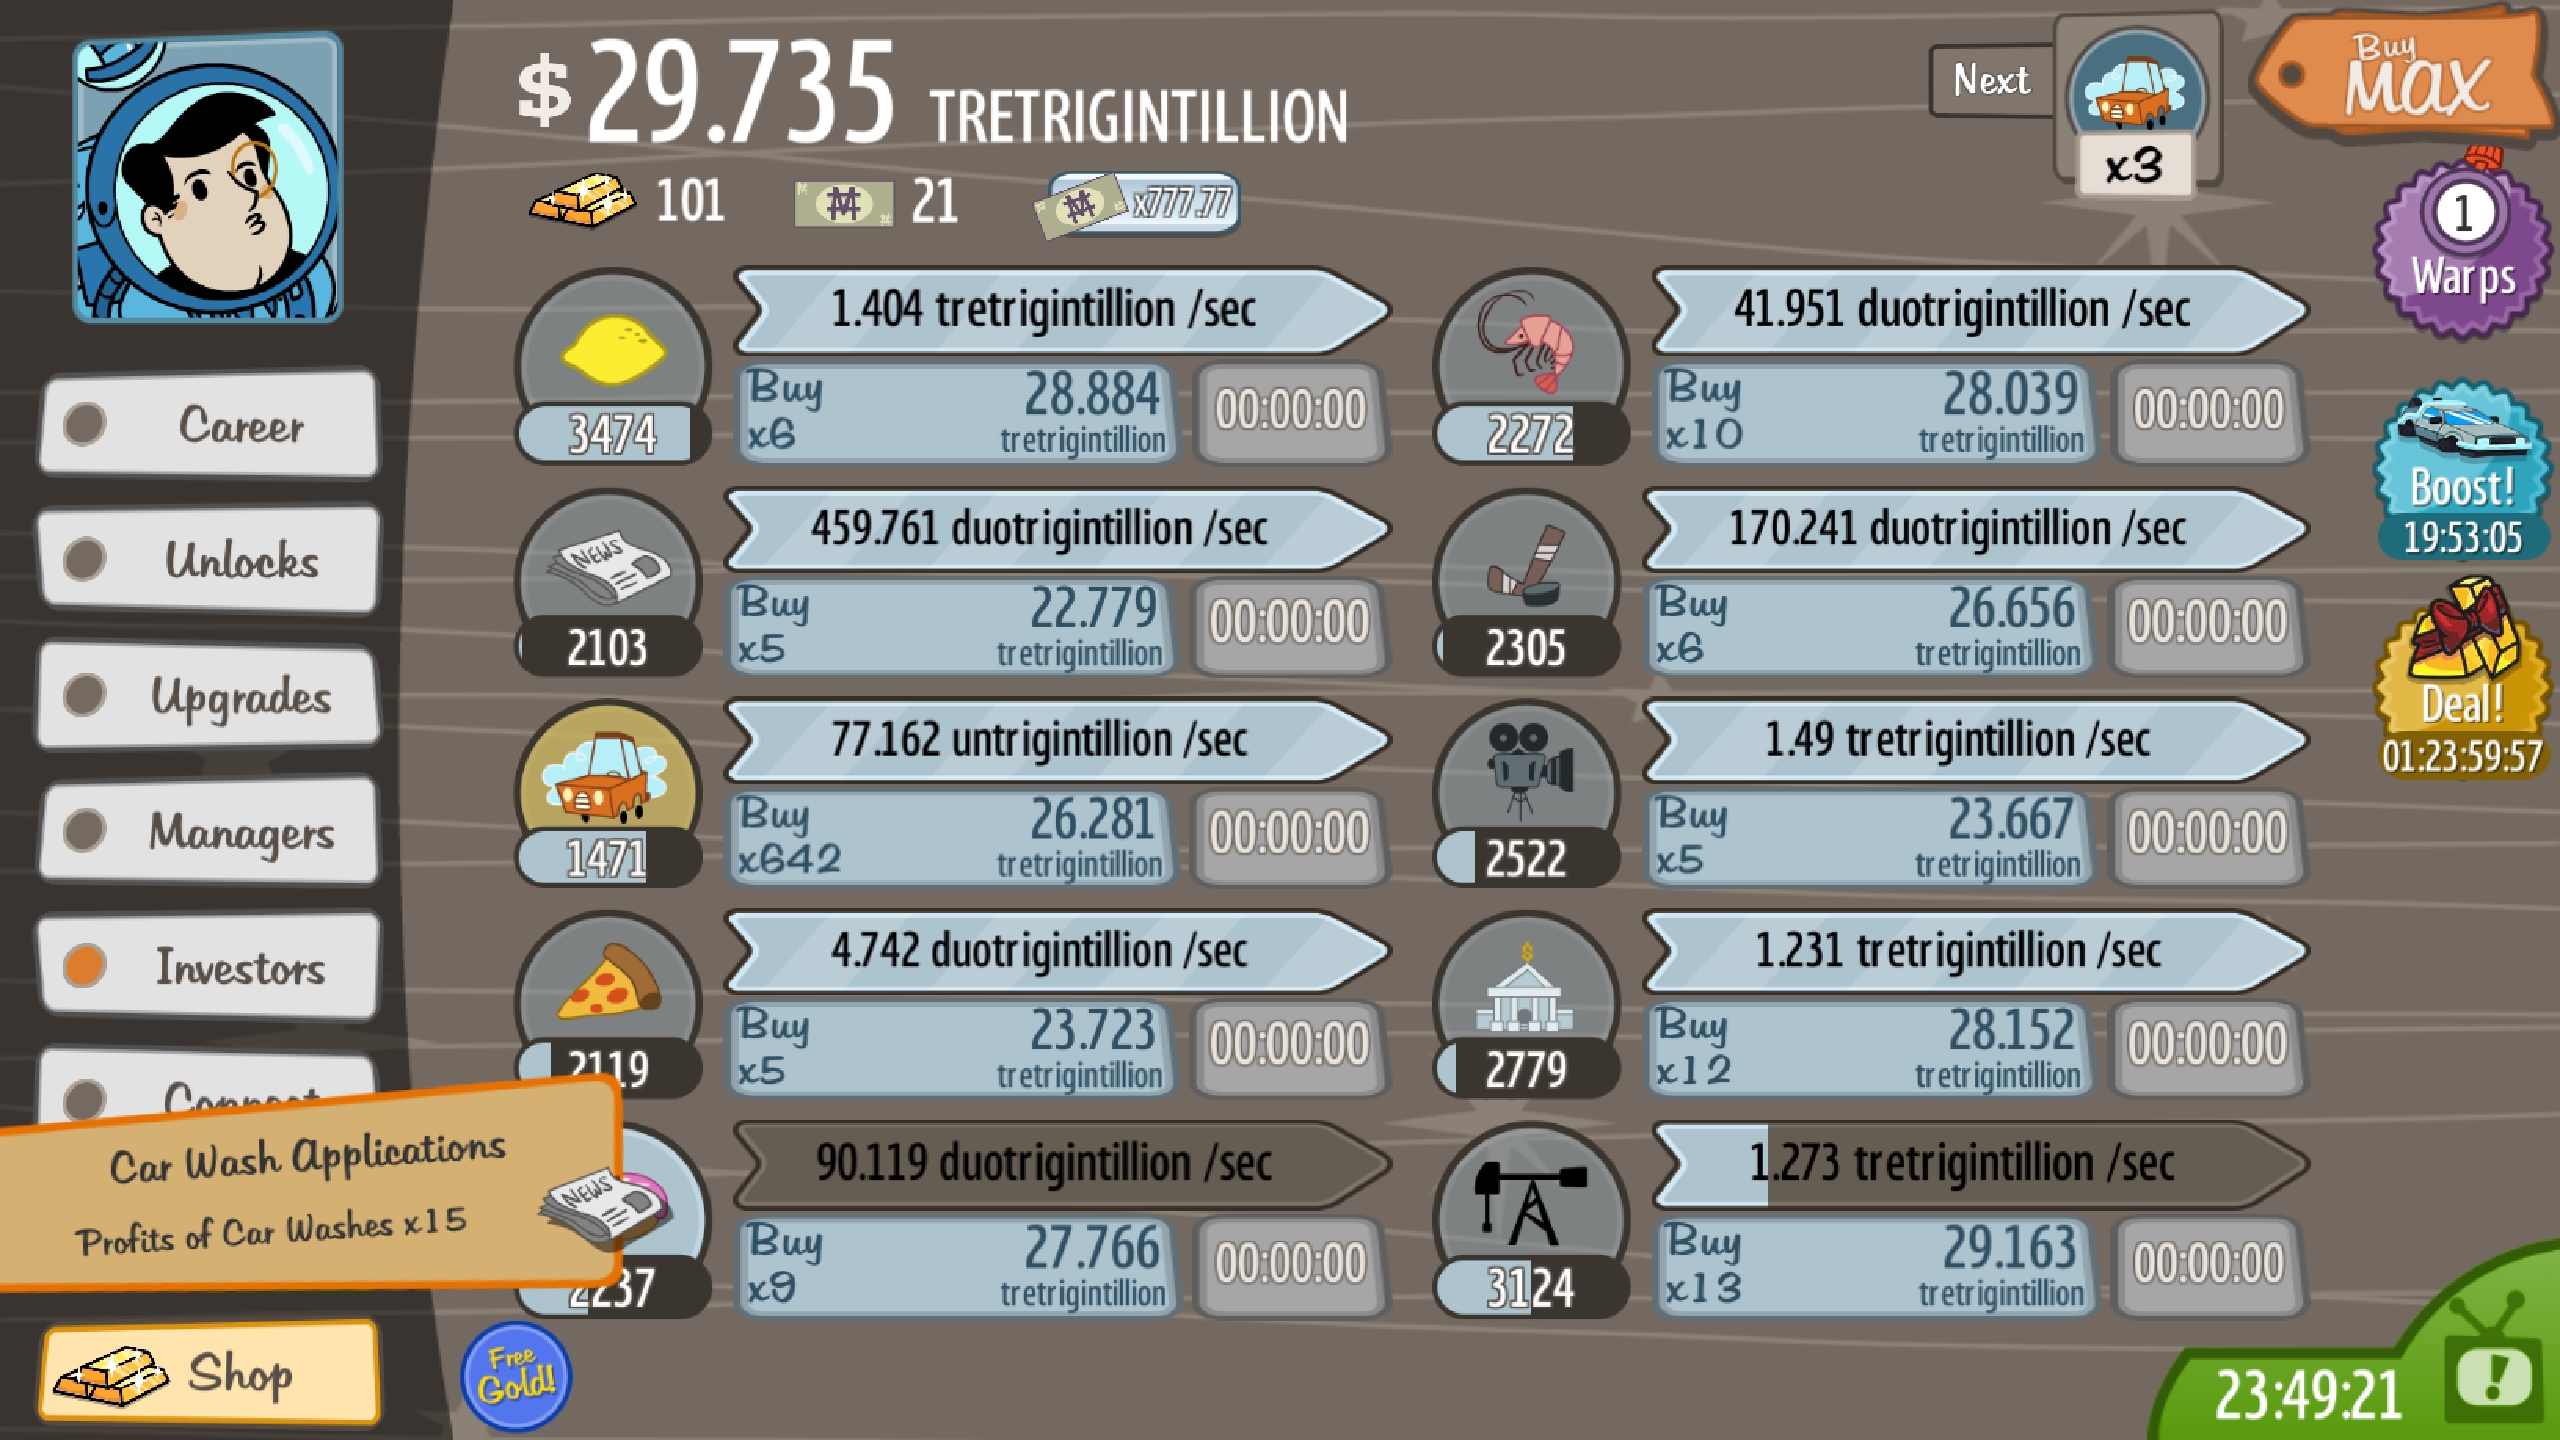 $29.735 TRETRIGINTILLION
101
21
x777.77
Next
x3
Buy
MAX
1
Warps
Boost!
19:53:05
Deal!
01:23:59:57
Career
Unlocks
Upgrades
Managers
Investors
Connect
Car Wash Applications
Profits of Car Washes x15
NEWS
Shop
Free
Gold!
1.404 tretrigintillion /sec
3474
Buy
x6
28.884
tretrigintillion
00:00:00
NEWS
459.761 duotrigintillion /sec
2103
Buy
x5
22.779
tretrigintillion
00:00:00
77.162 untrigintillion /sec
1471
Buy
x642
26.281
tretrigintillion
00:00:00
4.742 duotrigintillion /sec
2119
Buy
x5
23.723
tretrigintillion
00:00:00
90.119 duotrigintillion /sec
2237
Buy
x9
27.766
tretrigintillion
00:00:00
41.951 duotrigintillion /sec
2272
Buy
x10
28.039
tretrigintillion
00:00:00
170.241 duotrigintillion /sec
2305
Buy
x6
26.656
tretrigintillion
00:00:00
1.49 tretrigintillion /sec
2522
Buy
x5
23.667
tretrigintillion
00:00:00
$
1.231 tretrigintillion /sec
2779
Buy
x12
28.152
tretrigintillion
00:00:00
1.273 tretrigintillion /sec
3124
Buy
x13
29.163
tretrigintillion
00:00:00
23:49:21
!